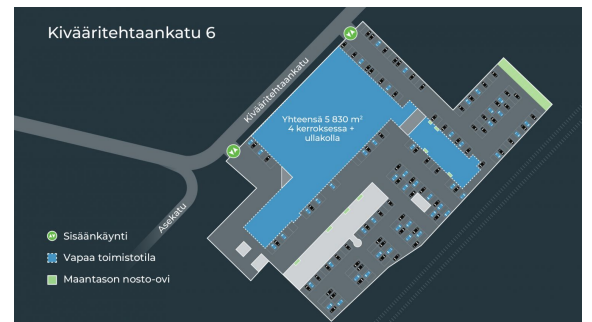 Kivääritehtaankatu 6
Kivääritehtaankatu
Yhteensä 5 830 m²
4 kerroksessa +
ullakolla
Asekatu
Sisäänkäynti
Vapaa toimistotila
Maantason nosto-ovi